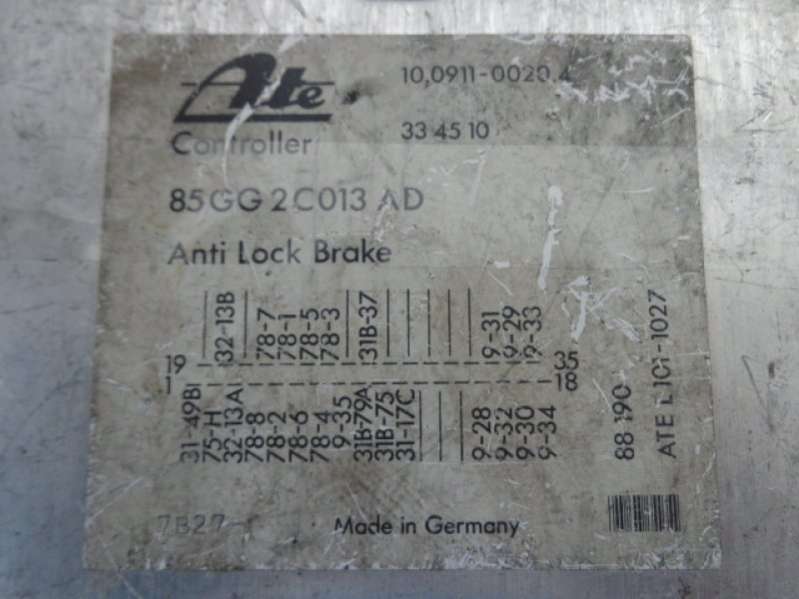 Ate
10,0911-0020.4
Controller
33 45 10
85GG 2C013 AD
Anti Lock Brake
32-13B 78-7 78-1 78-5 78-3 31B-37 9-31 9-29 9-33
19 35
1 18
31-49B 75-H 32-13A 78-8 78-2 78-6 78-4 9-35 31B-79A 31B-75 31-17C 9-28 9-32 9-30 9-34
88 190
ATE 1101-1027
7B27
Made in Germany